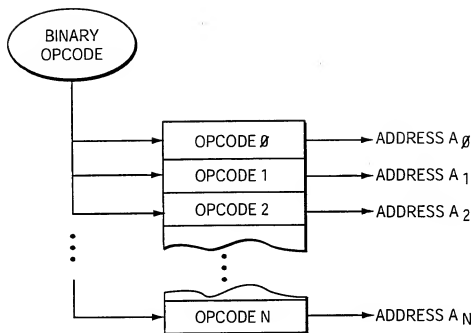 BINARY
OPCODE
OPCODE Ø ADDRESS A Ø
OPCODE 1 ADDRESS A 1
OPCODE 2 ADDRESS A 2
OPCODE N ADDRESS A N